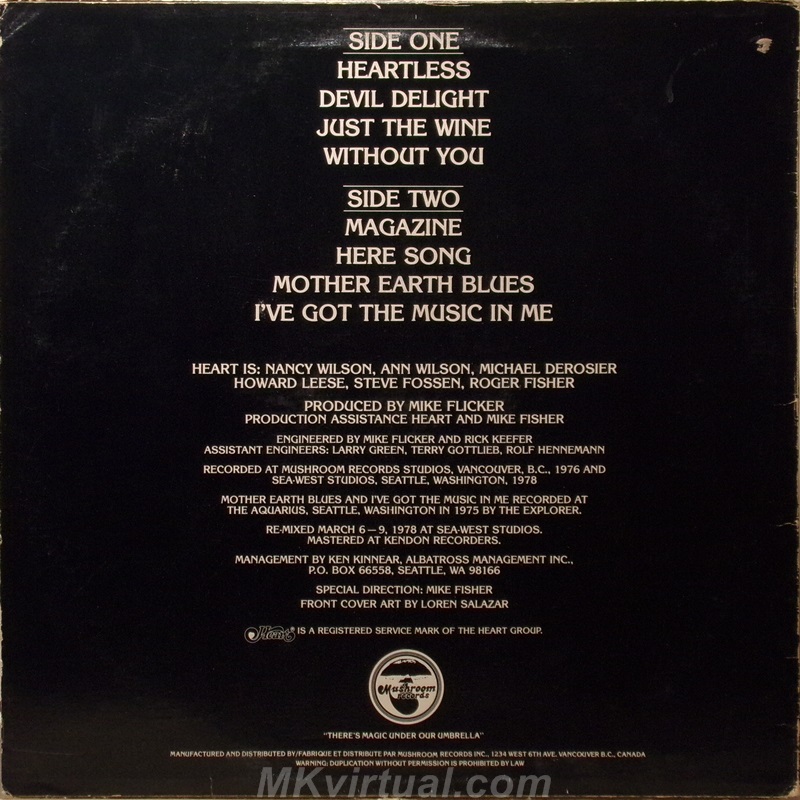 SIDE ONE
HEARTLESS
DEVIL DELIGHT
JUST THE WINE
WITHOUT YOU
SIDE TWO
MAGAZINE
HERE SONG
MOTHER EARTH BLUES
I'VE GOT THE MUSIC IN ME
HEART IS: NANCY WILSON, ANN WILSON, MICHAEL DEROSIER
HOWARD LEESE, STEVE FOSSEN, ROGER FISHER
PRODUCED BY MIKE FLICKER
PRODUCTION ASSISTANCE HEART AND MIKE FISHER
ENGINEERED BY MIKE FLICKER AND RICK KEEFER
ASSISTANT ENGINEERS: LARRY GREEN, TERRY GOTTLIEB, ROLF HENNEMANN
RECORDED AT MUSHROOM RECORDS STUDIOS, VANCOUVER, B.C., 1976 AND
SEA-WEST STUDIOS, SEATTLE, WASHINGTON, 1978
MOTHER EARTH BLUES AND I'VE GOT THE MUSIC IN ME RECORDED AT
THE AQUARIUS, SEATTLE, WASHINGTON IN 1975 BY THE EXPLORER.
RE-MIXED MARCH 6–9, 1978 AT SEA-WEST STUDIOS.
MASTERED AT KENDON RECORDERS.
MANAGEMENT BY KEN KINNEAR, ALBATROSS MANAGEMENT INC.,
P.O. BOX 66558, SEATTLE, WA 98166
SPECIAL DIRECTION: MIKE FISHER
FRONT COVER ART BY LOREN SALAZAR
Heart® IS A REGISTERED SERVICE MARK OF THE HEART GROUP.
Mushroom
Records
"THERE'S MAGIC UNDER OUR UMBRELLA"
MANUFACTURED AND DISTRIBUTED BY/FABRIQUE ET DISTRIBUTE PAR MUSHROOM RECORDS INC., 1234 WEST 6TH AVE. VANCOUVER B.C., CANADA
WARNING: DUPLICATION WITHOUT PERMISSION IS PROHIBITED BY LAW
MKvirtual.com